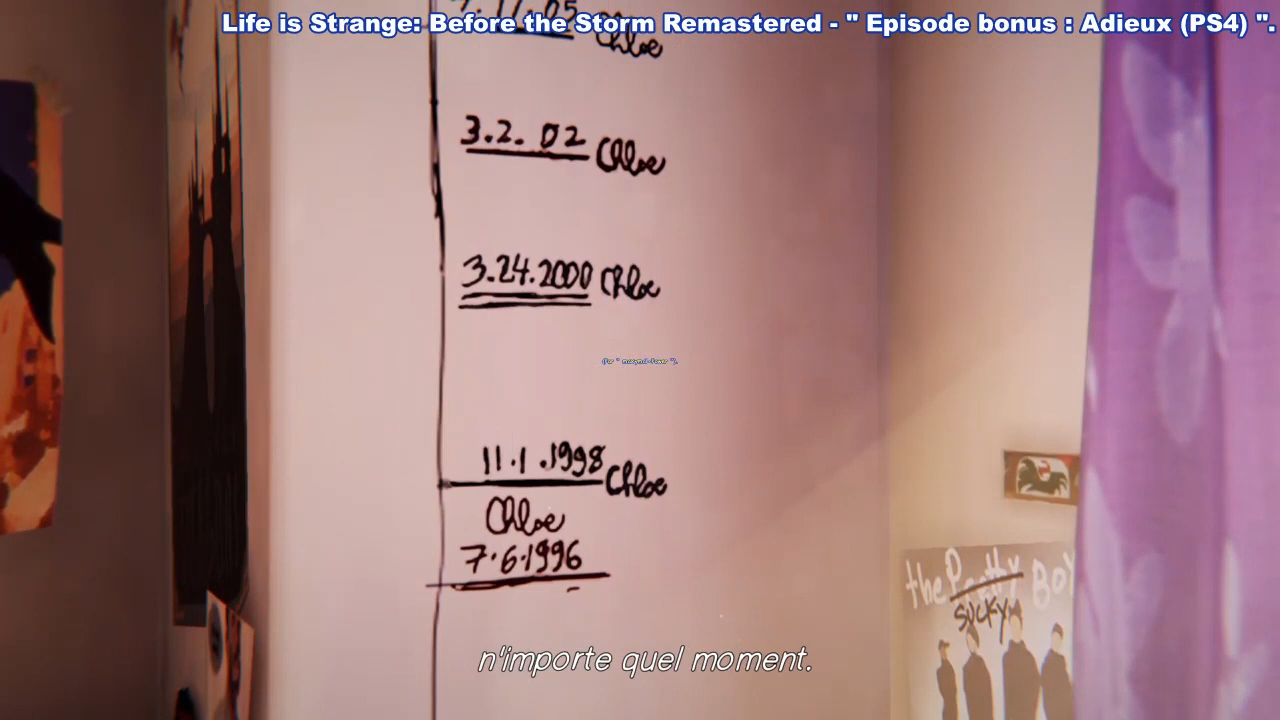 Life is Strange: Before the Storm Remastered - " Episode bonus : Adieux (PS4) ".
Chloe
3.2. 02 Chloe
3.24.2000 Chloe
11.1.1998 Chloe
Chloe
7.6.1996
the Pretty BOY
SUCKY
n'importe quel moment.